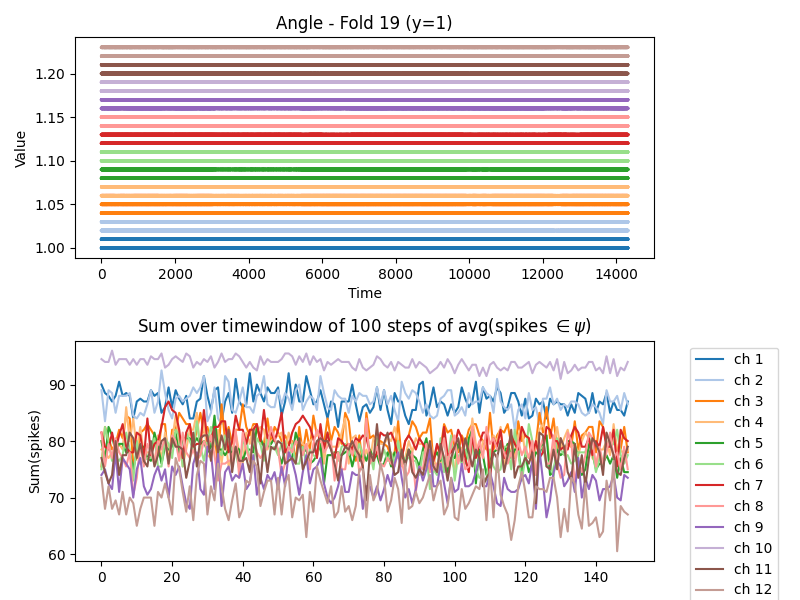 Angle - Fold 19 (y=1)
Value
1.20
1.15
1.10
1.05
1.00
0 2000 4000 6000 8000 10000 12000 14000
Time
Sum over timewindow of 100 steps of avg(spikes ∈ ψ)
Sum(spikes)
90
80
70
60
0 20 40 60 80 100 120 140
ch 1
ch 2
ch 3
ch 4
ch 5
ch 6
ch 7
ch 8
ch 9
ch 10
ch 11
ch 12